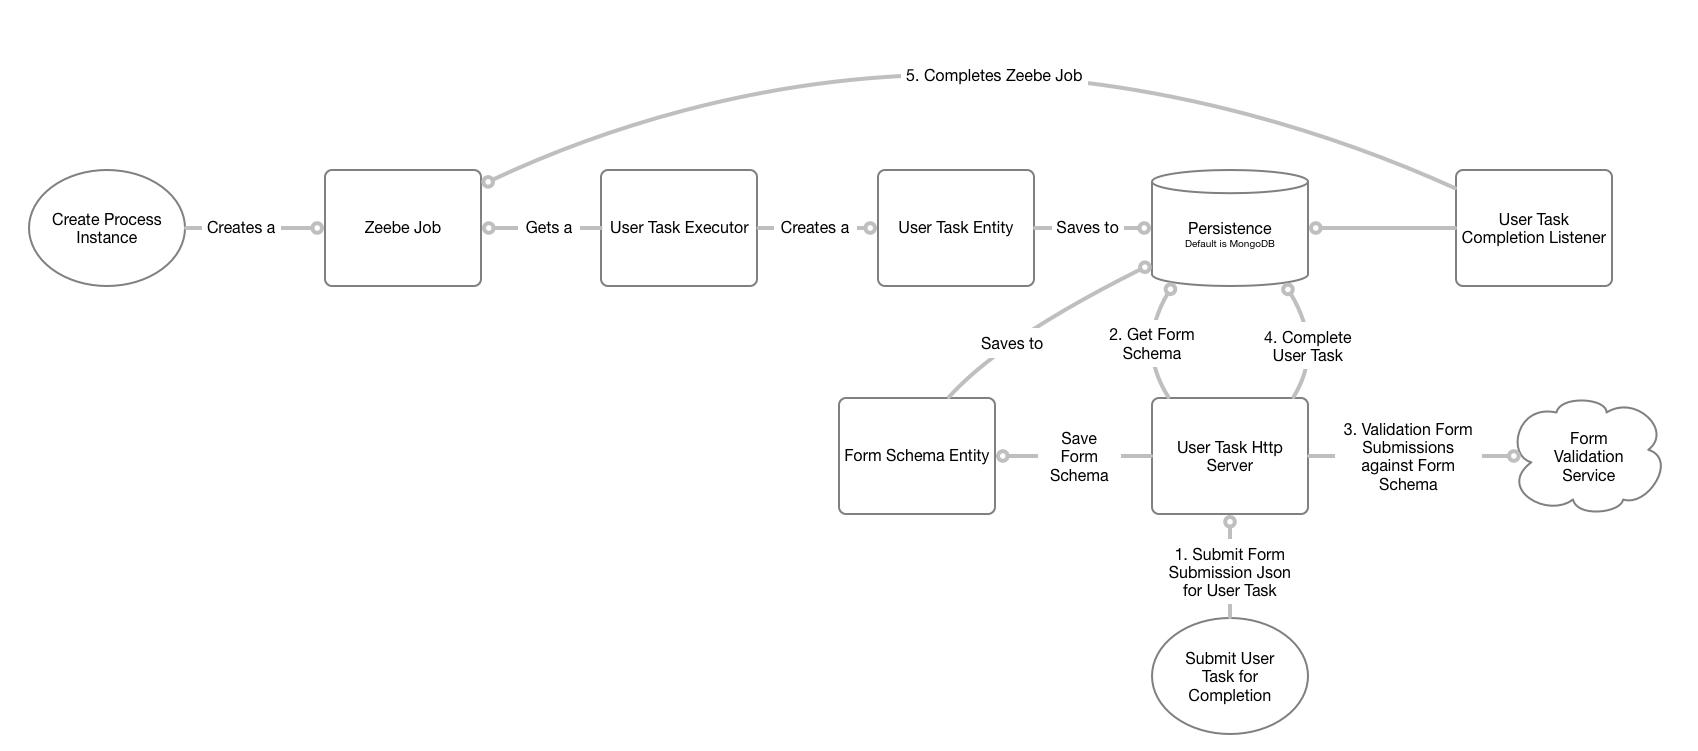 5. Completes Zeebe Job
Create Process
Instance
Creates a
Zeebe Job
Gets a
User Task Executor
Creates a
User Task Entity
Saves to
Persistence
Default is MongoDB
User Task
Completion Listener
Saves to
2. Get Form
Schema
4. Complete
User Task
Form Schema Entity
Save
Form
Schema
User Task Http
Server
3. Validation Form
Submissions
against Form
Schema
Form
Validation
Service
1. Submit Form
Submission Json
for User Task
Submit User
Task for
Completion